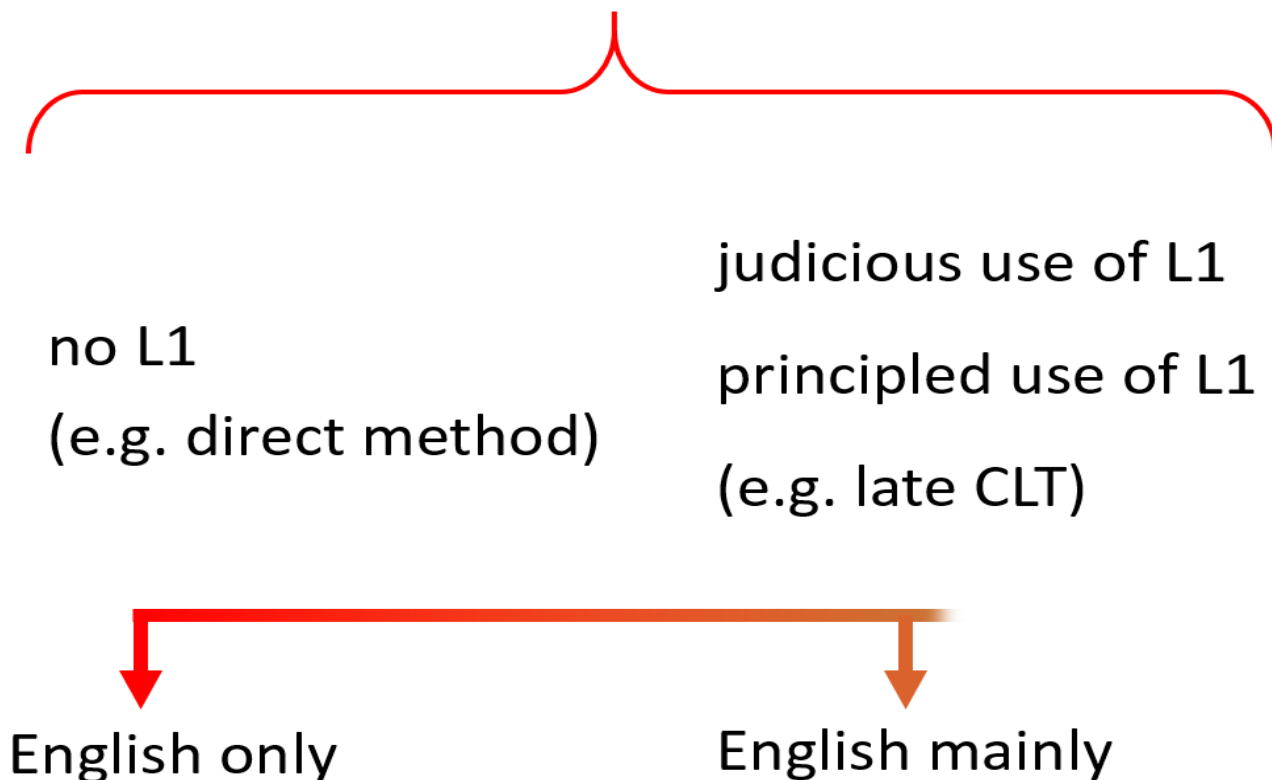 no L1
(e.g. direct method)
judicious use of L1
principled use of L1
(e.g. late CLT)
English only
English mainly